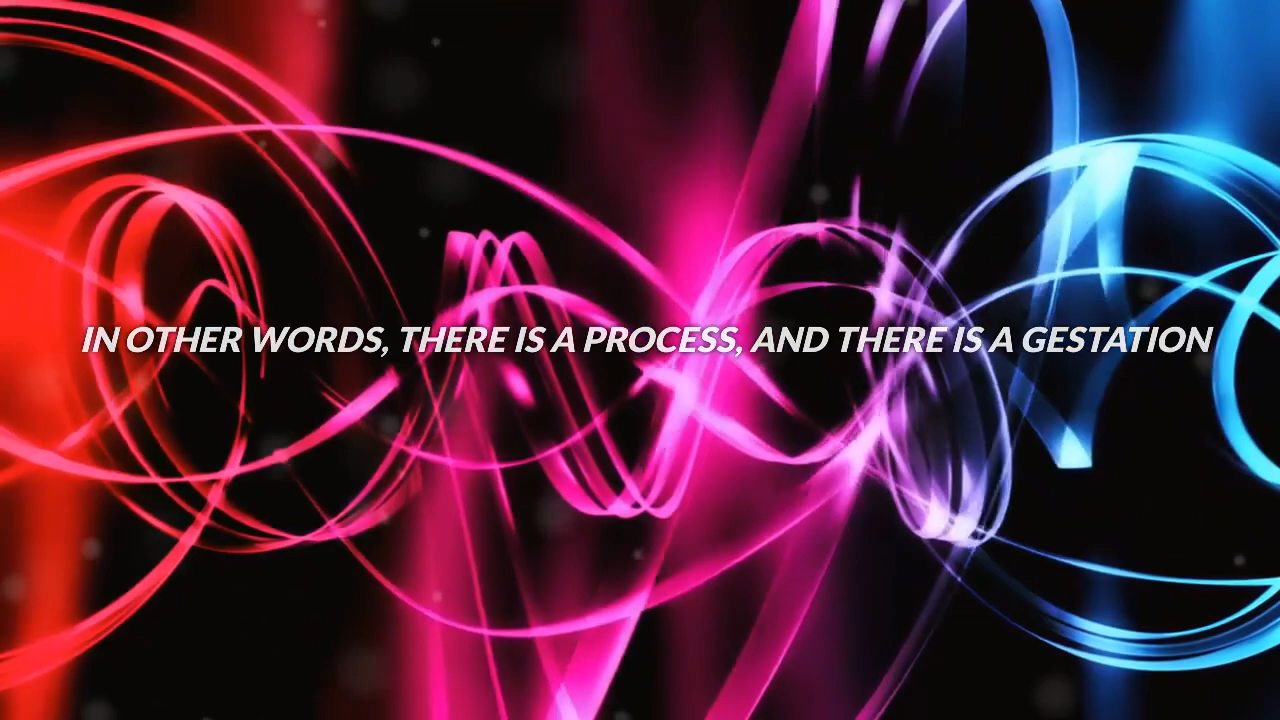 IN OTHER WORDS, THERE IS A PROCESS, AND THERE IS A GESTATION